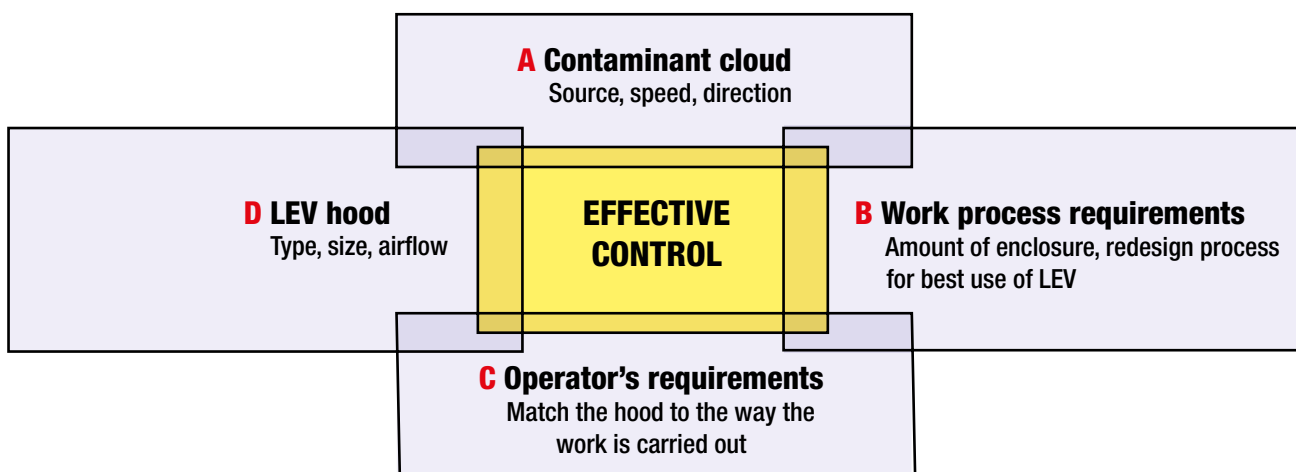 A Contaminant cloud
Source, speed, direction
D LEV hood
Type, size, airflow
EFFECTIVE
CONTROL
B Work process requirements
Amount of enclosure, redesign process
for best use of LEV
C Operator’s requirements
Match the hood to the way the
work is carried out